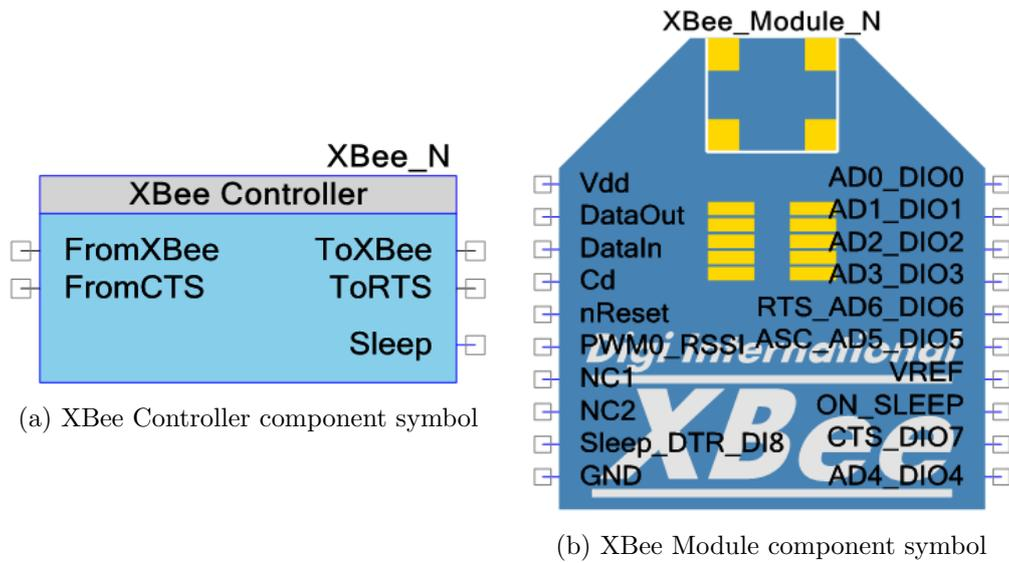 XBee_N
XBee Controller
FromXBee ToXBee
FromCTS ToRTS
Sleep
(a) XBee Controller component symbol
XBee_Module_N
Vdd AD0_DIO0
DataOut AD1_DIO1
DataIn AD2_DIO2
Cd AD3_DIO3
nReset RTS_AD6_DIO6
PWM0_RSSI ASC_AD5_DIO5
Digi International
NC1 VREF
NC2 ON_SLEEP
XBee
Sleep_DTR_DI8 CTS_DIO7
GND AD4_DIO4
(b) XBee Module component symbol